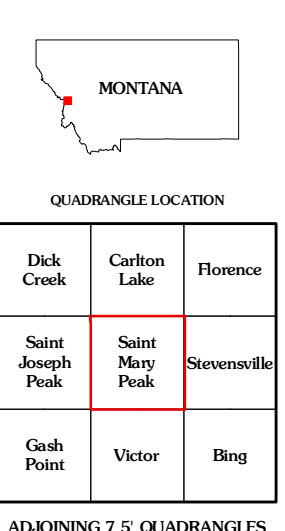 MONTANA
QUADRANGLE LOCATION
Dick
Creek
Carlton
Lake
Florence
Saint
Joseph
Peak
Saint
Mary
Peak
Stevensville
Gash
Point
Victor
Bing
ADJOINING 7.5' QUADRANGLES